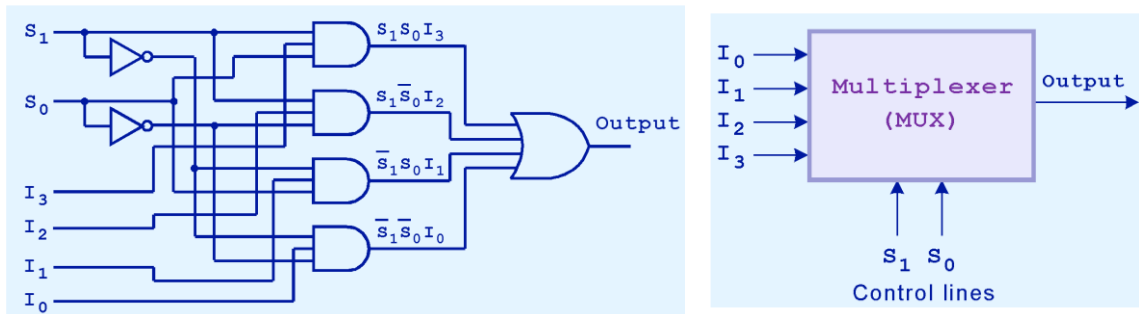 S₁
S₀
I₃
I₂
I₁
I₀
S₁S₀I₃
S₁S̅₀I₂
S̅₁S₀I₁
S̅₁S̅₀I₀
Output
I₀
I₁
I₂
I₃
Multiplexer
(MUX)
Output
S₁ S₀
Control lines